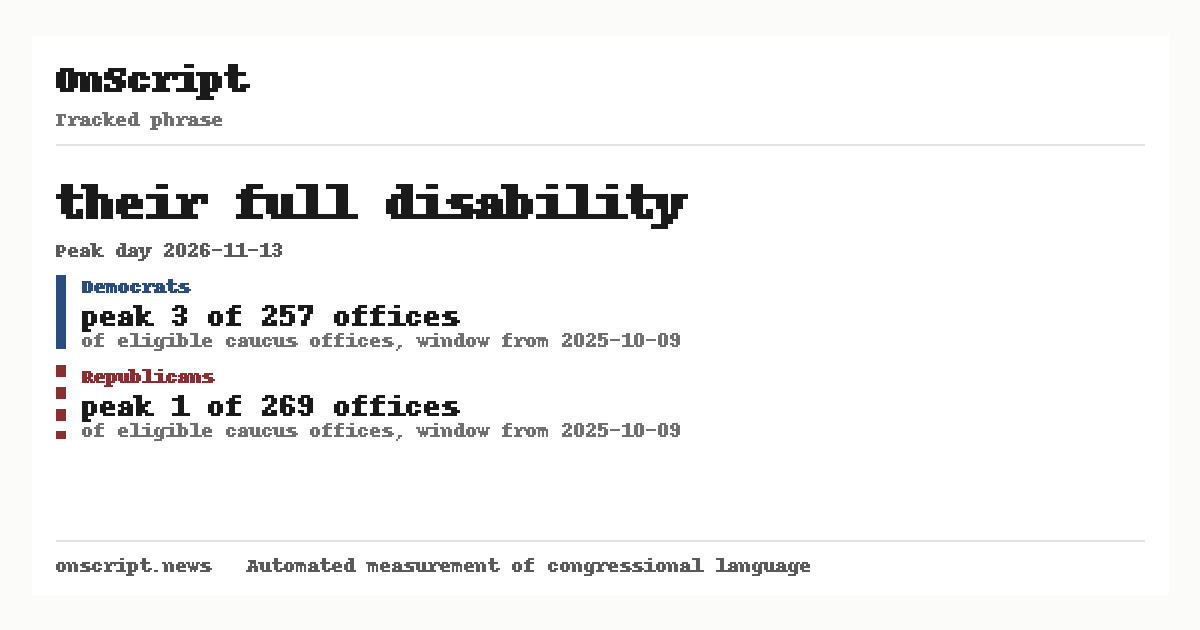 OnScript
Tracked phrase
their full disability
Peak day 2026-11-13
Democrats
peak 3 of 257 offices
of eligible caucus offices, window from 2025-10-09
Republicans
peak 1 of 269 offices
of eligible caucus offices, window from 2025-10-09
onscript.news Automated measurement of congressional language